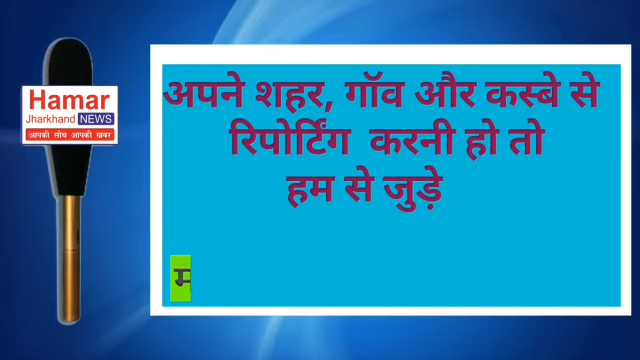 Hamar
Jharkhand NEWS
आपकी सोच आपकी खबर
अपने शहर, गॉव और कस्बे से
रिपोर्टिंग करनी हो तो
हम से जुड़े